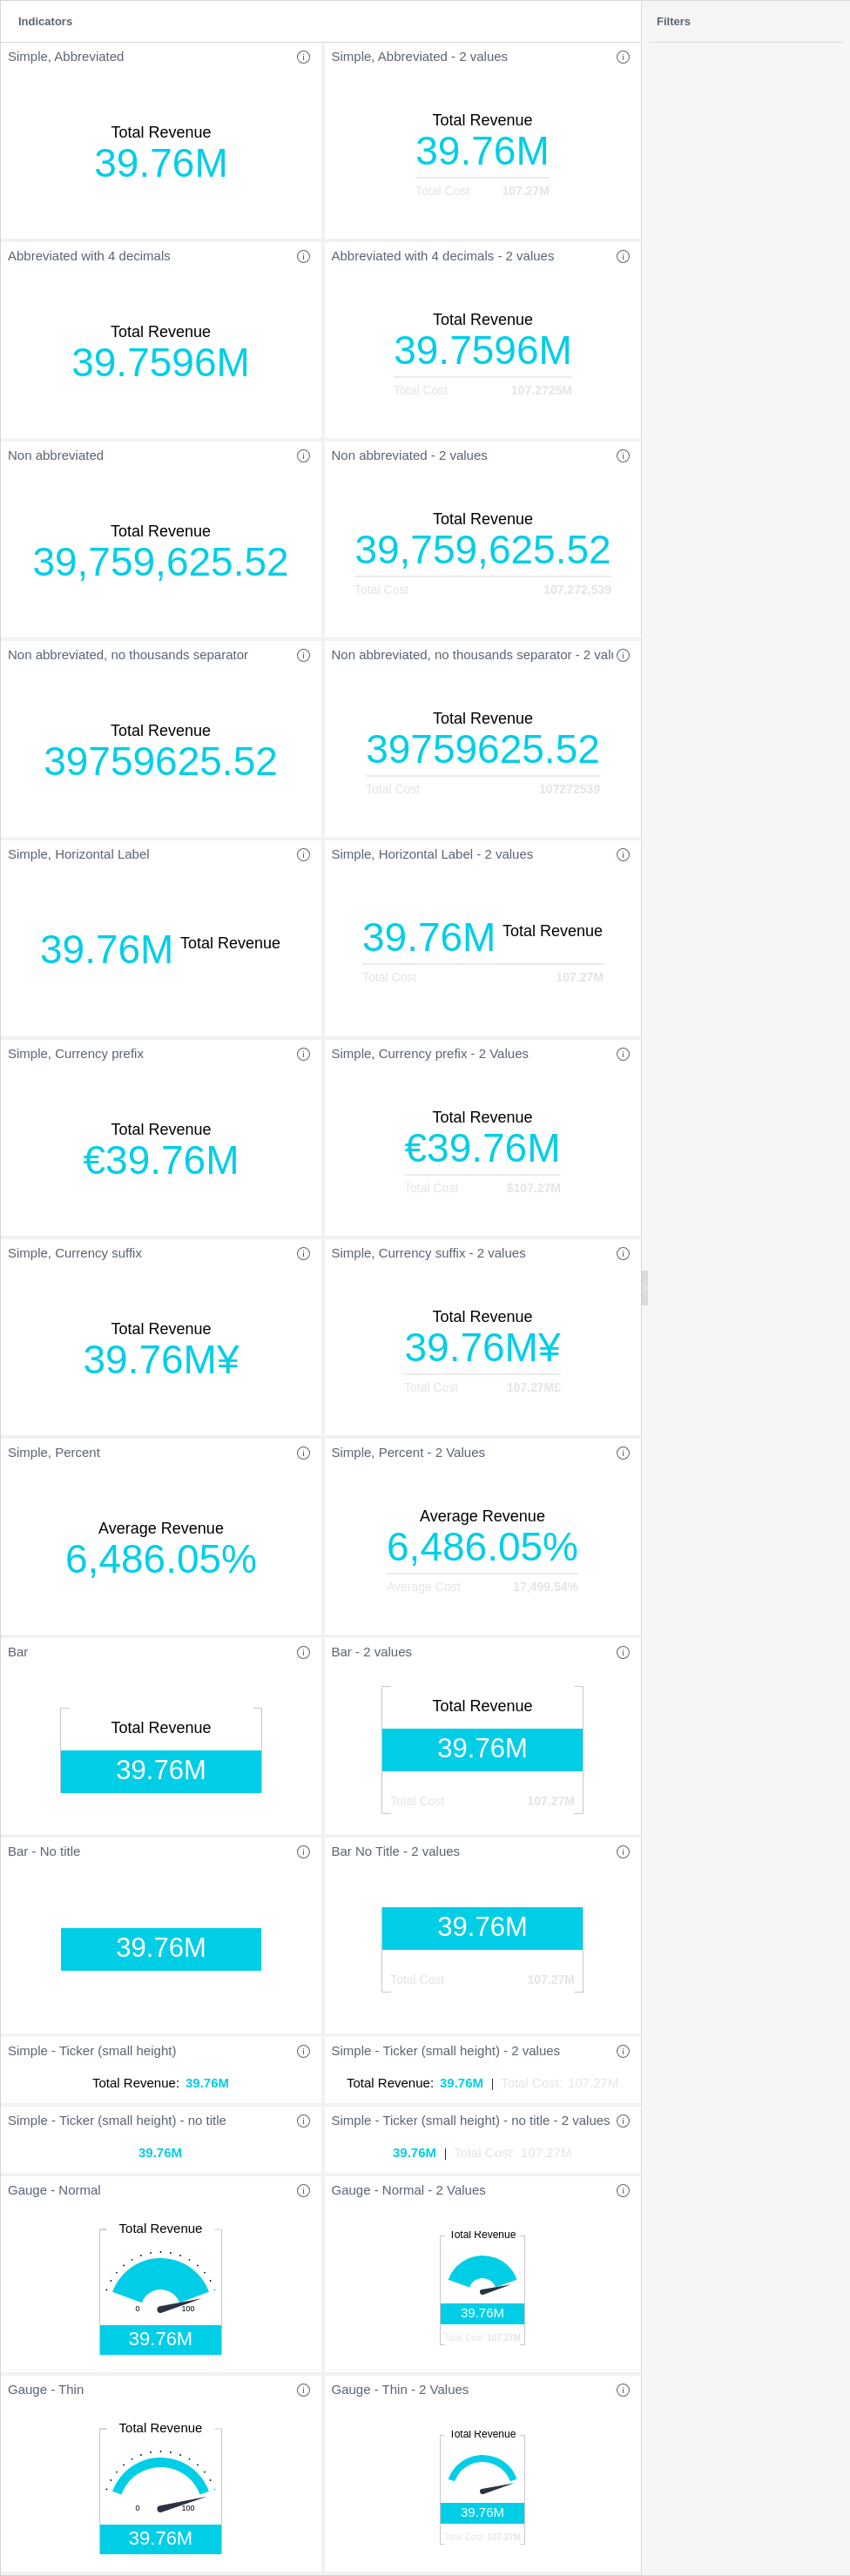 Indicators
Filters
Simple, Abbreviated
Total Revenue
39.76M
Simple, Abbreviated - 2 values
Total Revenue
39.76M
Total Cost 107.27M
Abbreviated with 4 decimals
Total Revenue
39.7596M
Abbreviated with 4 decimals - 2 values
Total Revenue
39.7596M
Total Cost 107.2725M
Non abbreviated
Total Revenue
39,759,625.52
Non abbreviated - 2 values
Total Revenue
39,759,625.52
Total Cost 107,272,539
Non abbreviated, no thousands separator
Total Revenue
39759625.52
Non abbreviated, no thousands separator - 2 val
Total Revenue
39759625.52
Total Cost 107272539
Simple, Horizontal Label
39.76M Total Revenue
Simple, Horizontal Label - 2 values
39.76M Total Revenue
Total Cost 107.27M
Simple, Currency prefix
Total Revenue
€39.76M
Simple, Currency prefix - 2 Values
Total Revenue
€39.76M
Total Cost $107.27M
Simple, Currency suffix
Total Revenue
39.76M¥
Simple, Currency suffix - 2 values
Total Revenue
39.76M¥
Total Cost 107.27M£
Simple, Percent
Average Revenue
6,486.05%
Simple, Percent - 2 Values
Average Revenue
6,486.05%
Average Cost 17,499.54%
Bar
Total Revenue
39.76M
Bar - 2 values
Total Revenue
39.76M
Total Cost 107.27M
Bar - No title
39.76M
Bar No Title - 2 values
39.76M
Total Cost 107.27M
Simple - Ticker (small height)
Total Revenue: 39.76M
Simple - Ticker (small height) - 2 values
Total Revenue: 39.76M | Total Cost: 107.27M
Simple - Ticker (small height) - no title
39.76M
Simple - Ticker (small height) - no title - 2 values
39.76M | Total Cost: 107.27M
Gauge - Normal
Total Revenue
0 100
39.76M
Gauge - Normal - 2 Values
Total Revenue
39.76M
Total Cost 107.27M
Gauge - Thin
Total Revenue
0 100
39.76M
Gauge - Thin - 2 Values
Total Revenue
39.76M
Total Cost 107.27M